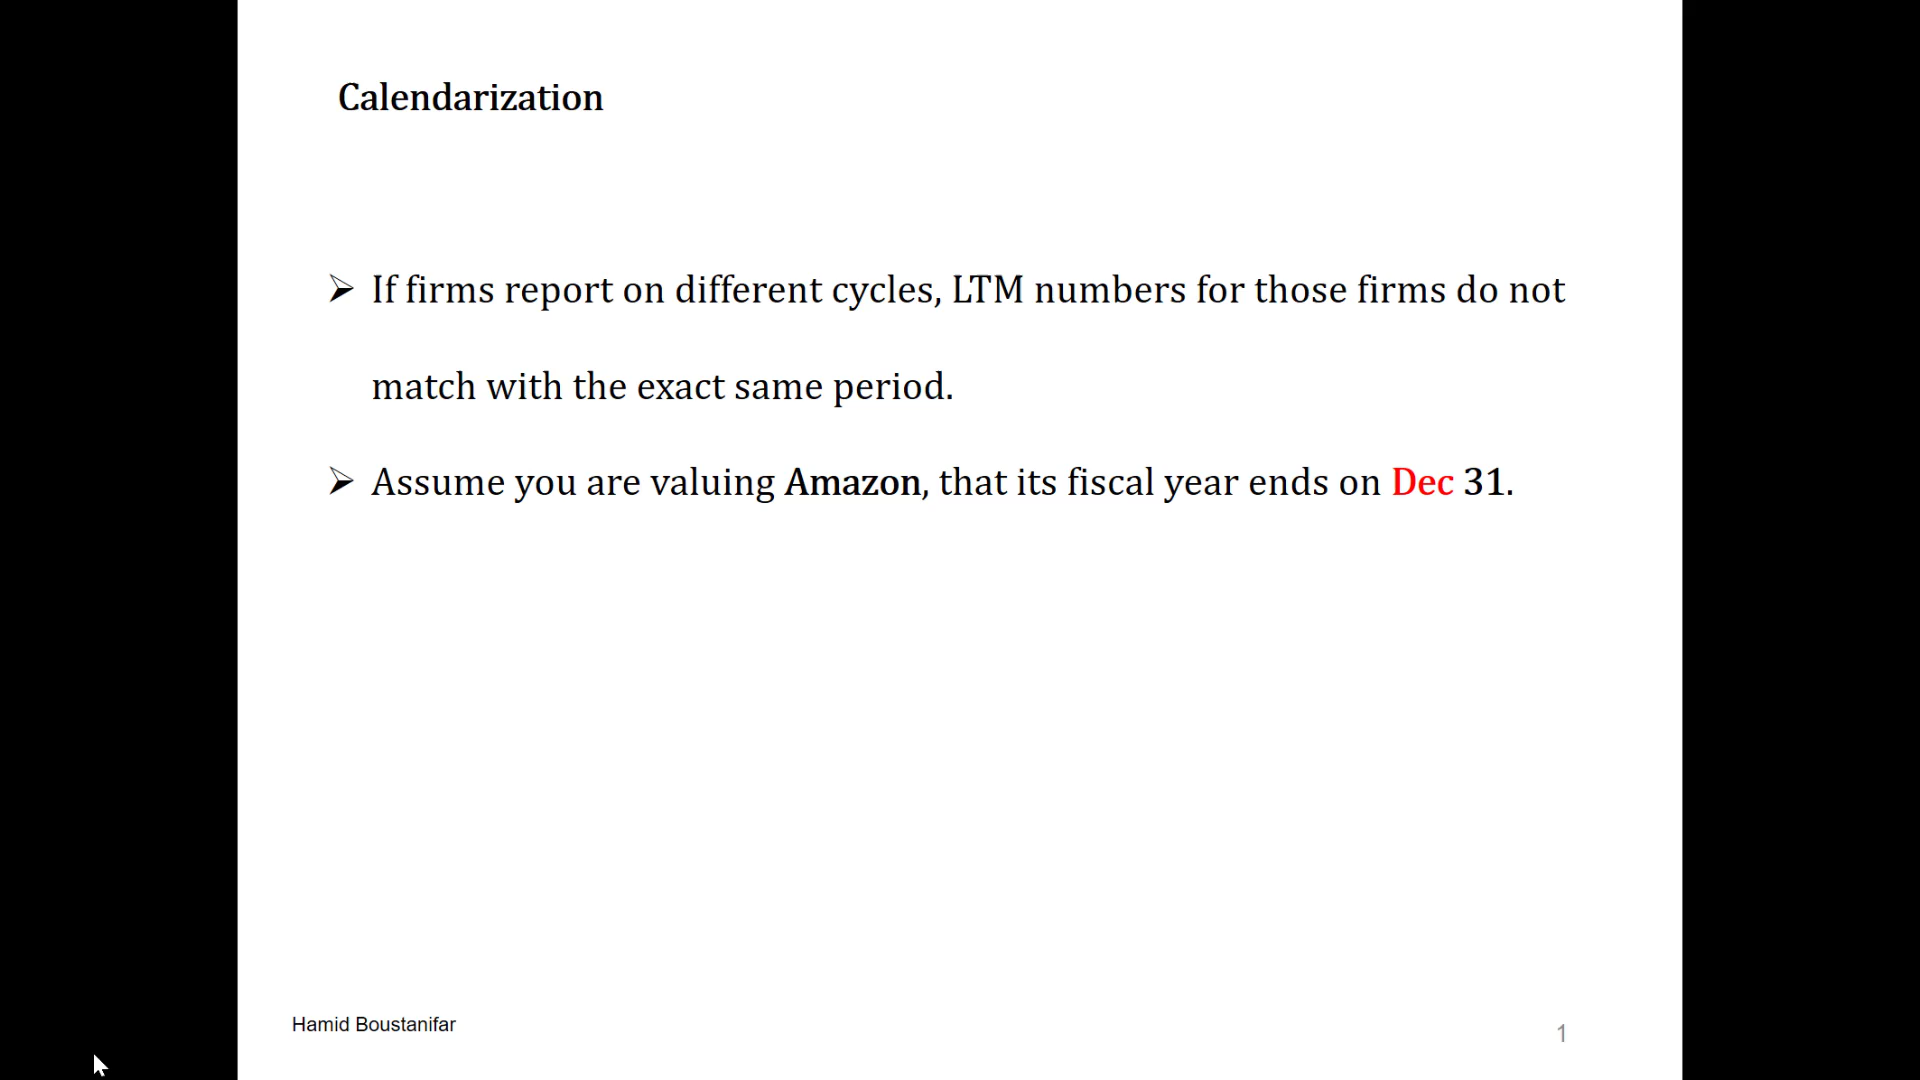 Calendarization
➢ If firms report on different cycles, LTM numbers for those firms do not
match with the exact same period.
➢ Assume you are valuing Amazon, that its fiscal year ends on Dec 31.
Hamid Boustanifar
1